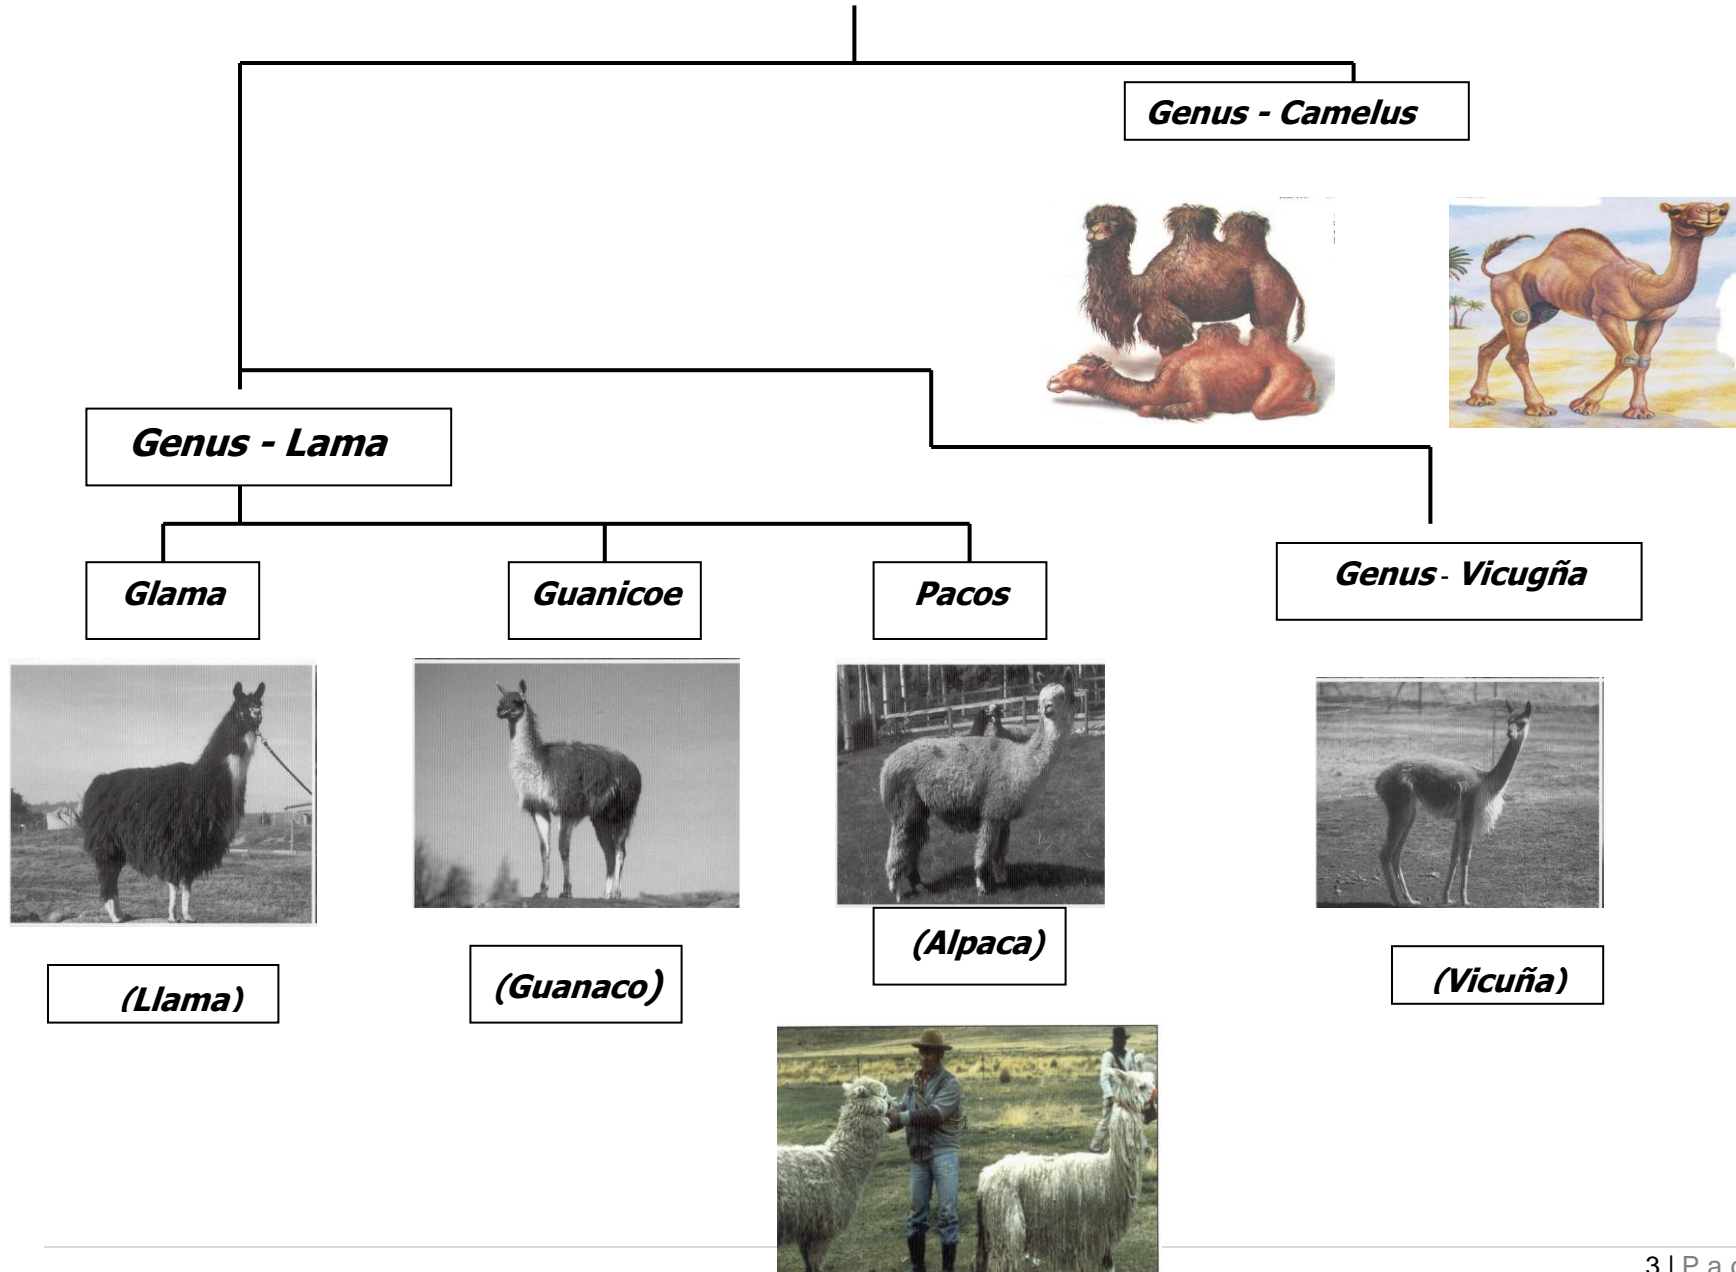 Genus - Camelus
Genus - Lama
Glama
Guanicoe
Pacos
Genus - Vicugña
(Llama)
(Guanaco)
(Alpaca)
(Vicuña)
3 | P a